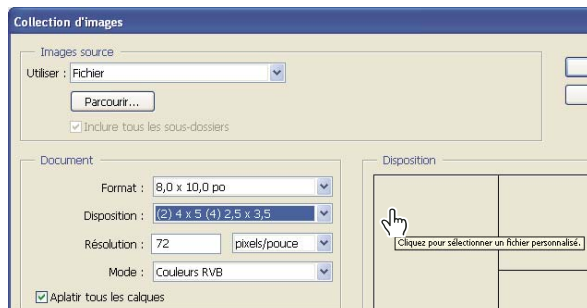 Collection d'images
Images source
Utiliser : Fichier
Parcourir...
Inclure tous les sous-dossiers
Document
Format : 8,0 x 10,0 po
Disposition : (2) 4 x 5 (4) 2,5 x 3,5
Résolution : 72 pixels/pouce
Mode : Couleurs RVB
Aplatir tous les calques
Disposition
Cliquez pour sélectionner un fichier personnalisé.